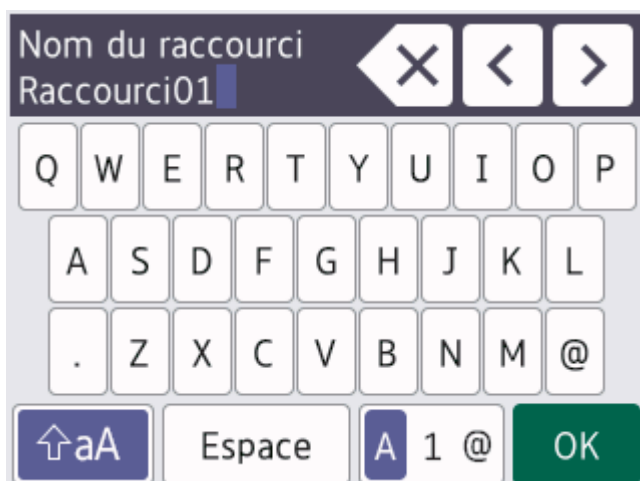 Nom du raccourci
Raccourci01
Q W E R T Y U I O P
A S D F G H J K L
. Z X C V B N M @
aA Espace A 1 @ OK